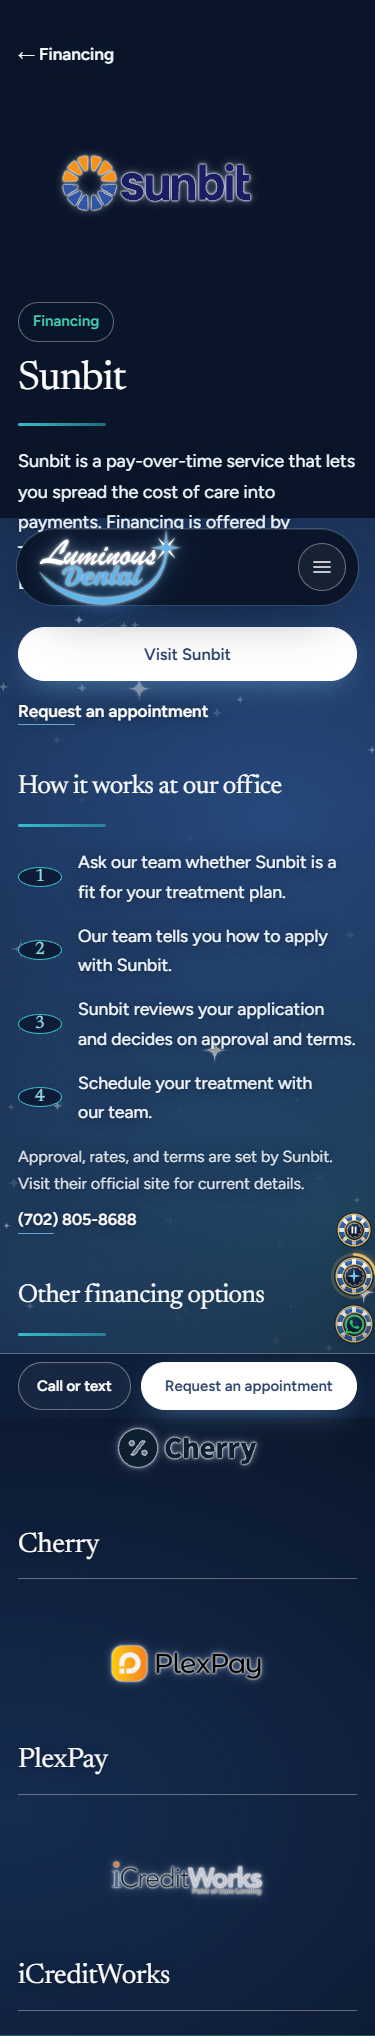 ← Financing
sunbit
Financing
Sunbit
Sunbit is a pay-over-time service that lets
you spread the cost of care into
payments. Financing is offered by
Luminous
Dental
Visit Sunbit
Request an appointment
How it works at our office
1 Ask our team whether Sunbit is a
fit for your treatment plan.
2 Our team tells you how to apply
with Sunbit.
3 Sunbit reviews your application
and decides on approval and terms.
4 Schedule your treatment with
our team.
Approval, rates, and terms are set by Sunbit.
Visit their official site for current details.
(702) 805-8688
Other financing options
Call or text
Request an appointment
Cherry
Cherry
PlexPay
PlexPay
iCreditWorks
Point of Care Lending
iCreditWorks